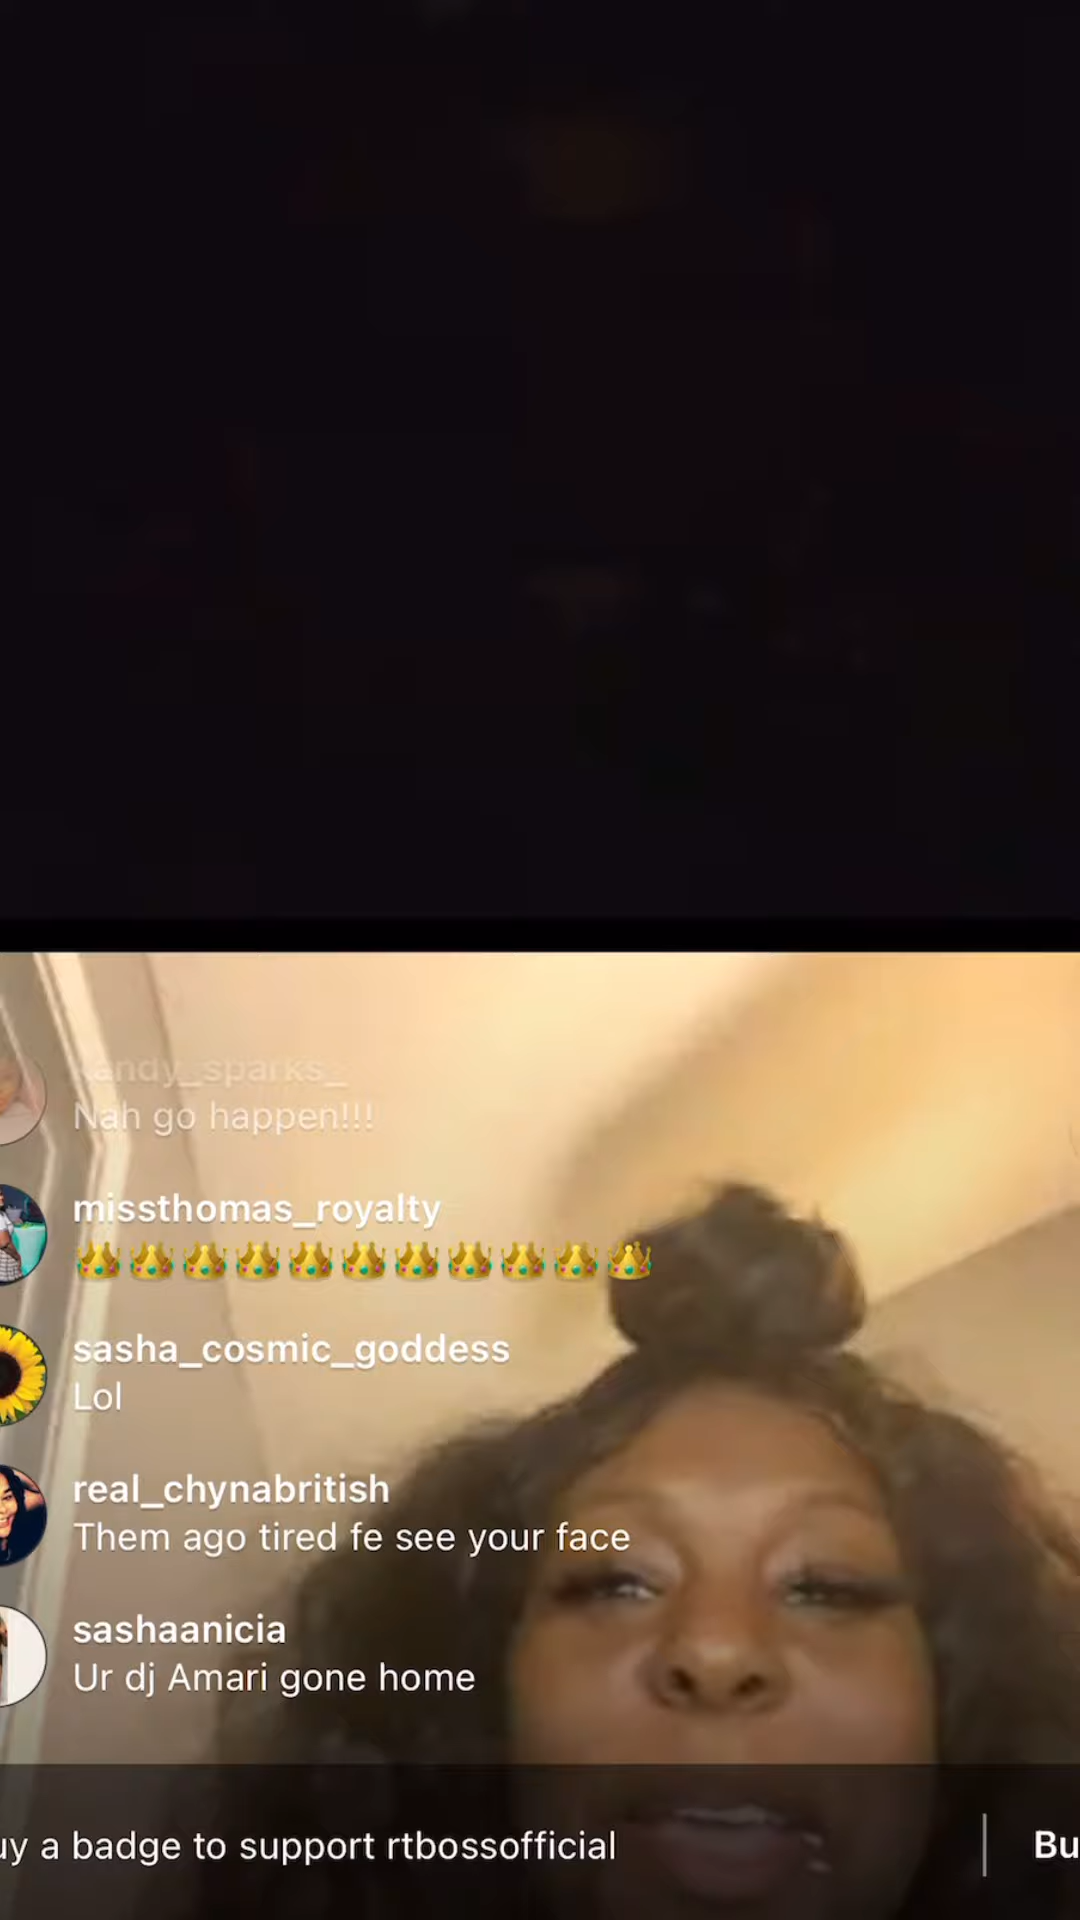 andy_sparks_
Nah go happen!!!
missthomas_royalty
👑👑👑👑👑👑👑👑👑👑👑
sasha_cosmic_goddess
Lol
real_chynabritish
Them ago tired fe see your face
sashaanicia
Ur dj Amari gone home
uy a badge to support rtbossofficial
Bu